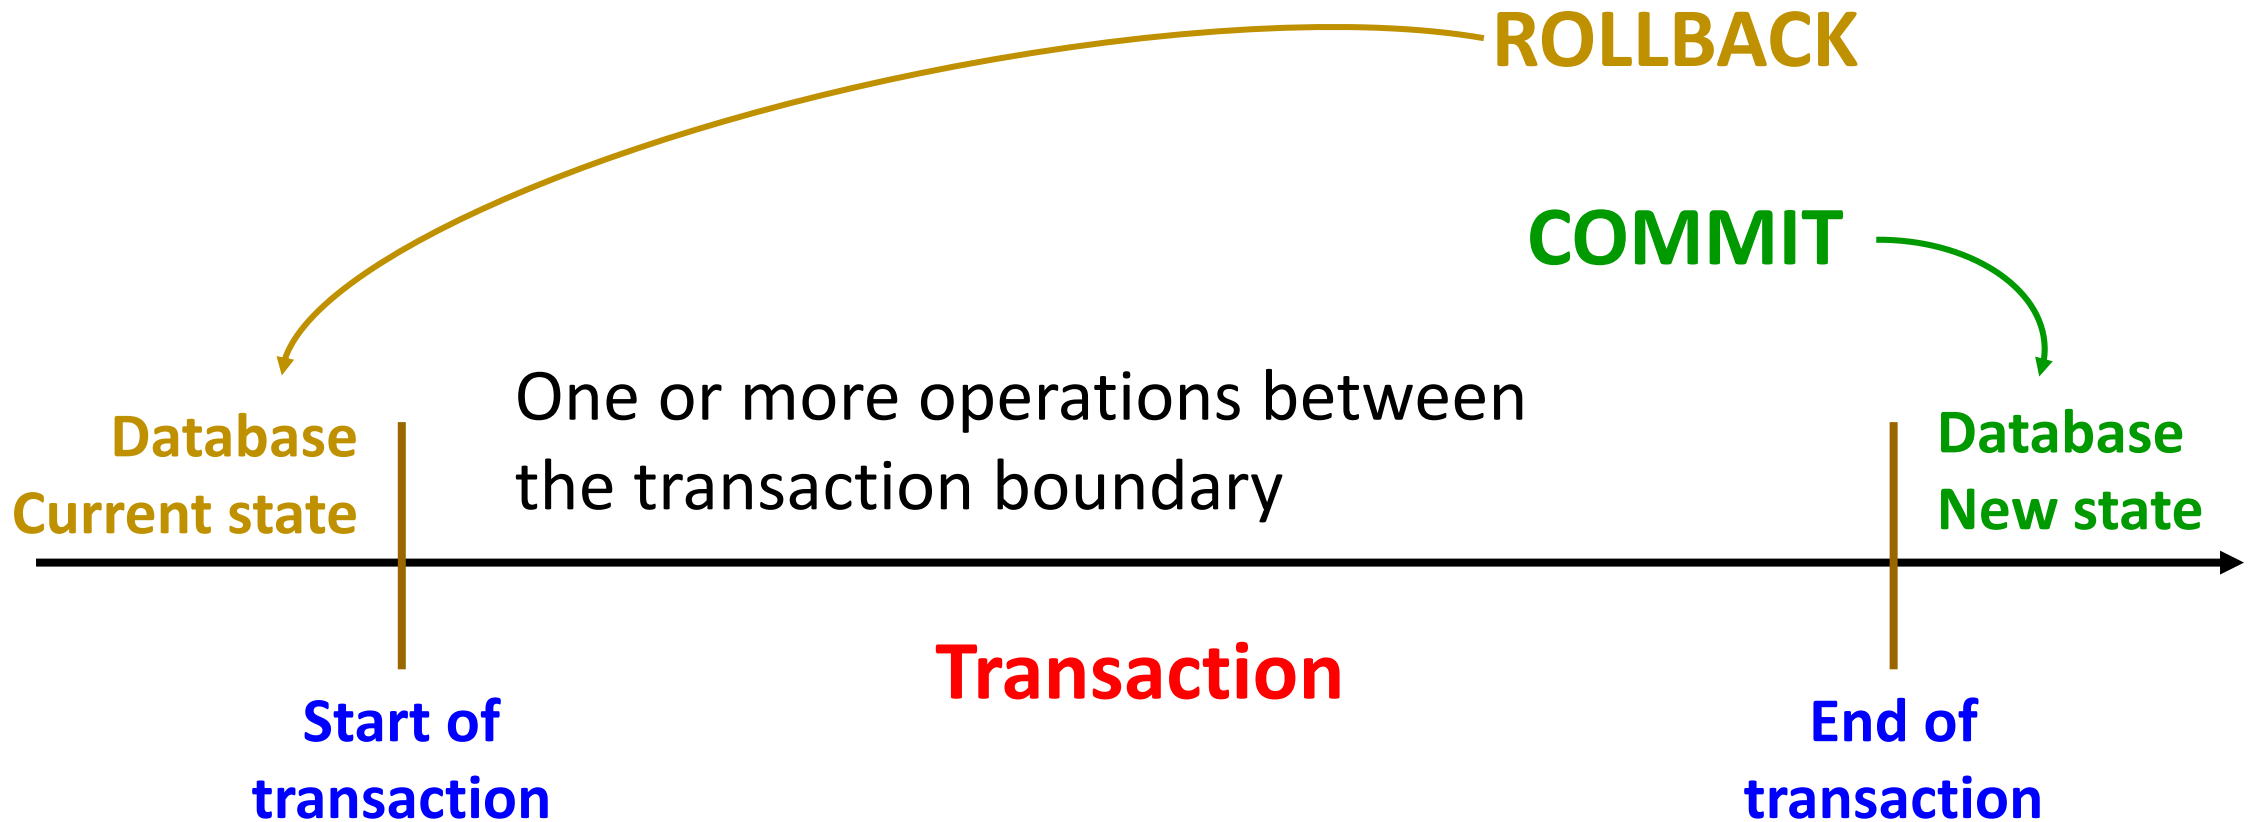 ROLLBACK
COMMIT
One or more operations between
the transaction boundary
Database
Current state
Database
New state
Transaction
Start of
transaction
End of
transaction